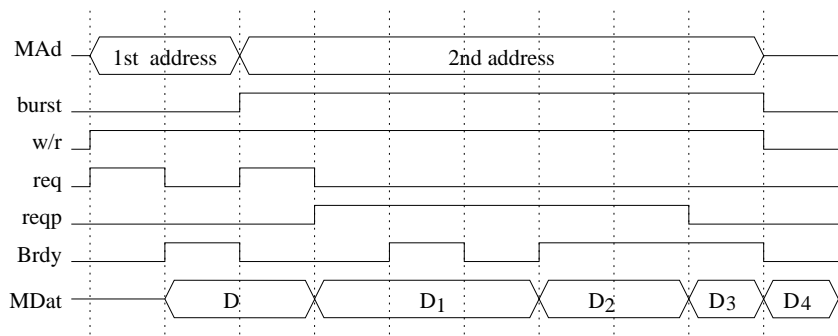 MAd 1st address 2nd address
burst
w/r
req
reqp
Brdy
MDat D D1 D2 D3 D4